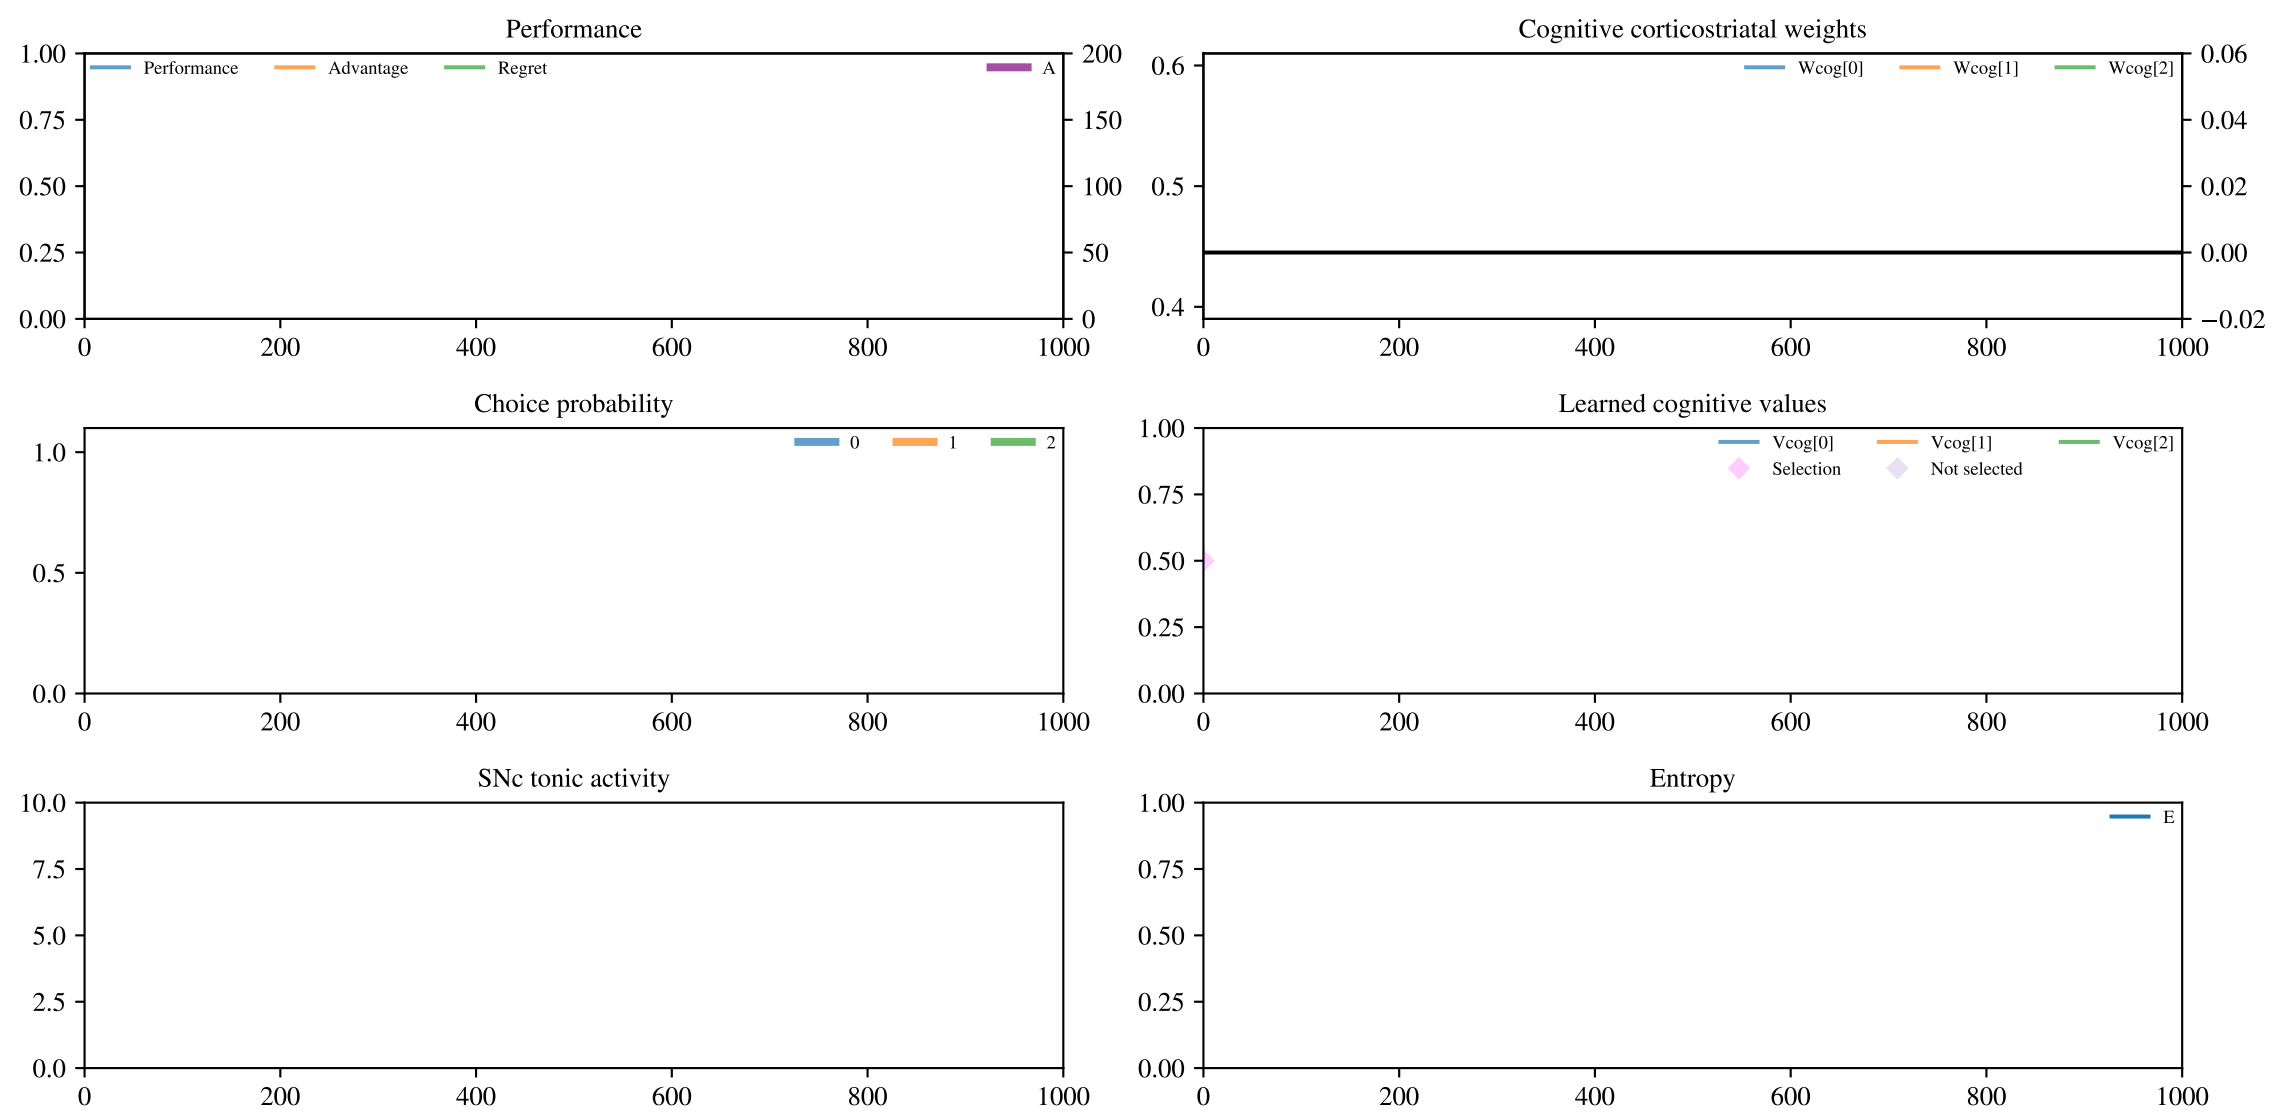 Performance
1.00
0.75
0.50
0.25
0.00
Performance Advantage Regret A
200
150
100
50
0
0 200 400 600 800 1000
Cognitive corticostriatal weights
0.6
0.5
0.4
Wcog[0] Wcog[1] Wcog[2]
0.06
0.04
0.02
0.00
−0.02
0 200 400 600 800 1000
Choice probability
1.0
0.5
0.0
0 1 2
0 200 400 600 800 1000
Learned cognitive values
1.00
0.75
0.50
0.25
0.00
Vcog[0] Vcog[1] Vcog[2]
Selection Not selected
0 200 400 600 800 1000
SNc tonic activity
10.0
7.5
5.0
2.5
0.0
0 200 400 600 800 1000
Entropy
1.00
0.75
0.50
0.25
0.00
E
0 200 400 600 800 1000